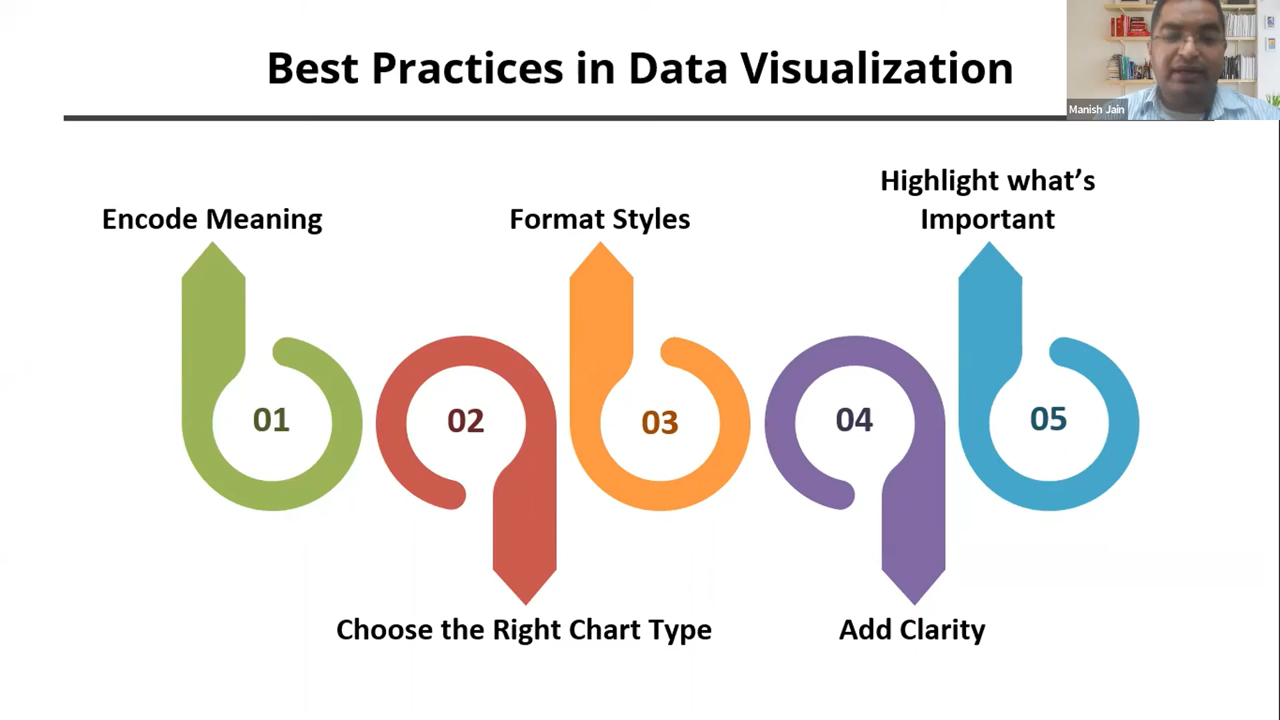 Best Practices in Data Visualization
Manish Jain
Encode Meaning
Format Styles
Highlight what's
Important
01
02
03
04
05
Choose the Right Chart Type
Add Clarity